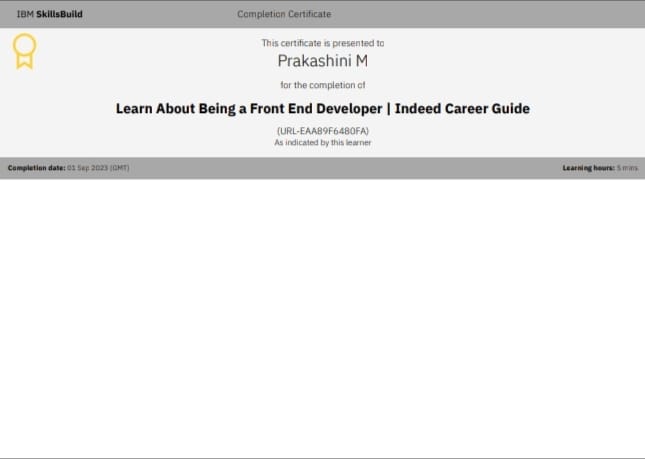 IBM SkillsBuild Completion Certificate
This certificate is presented to
Prakashini M
for the completion of
Learn About Being a Front End Developer | Indeed Career Guide
(URL-EAA89F6480FA)
As indicated by this learner
Completion date: 01 Sep 2023 (GMT) Learning hours: 5 mins